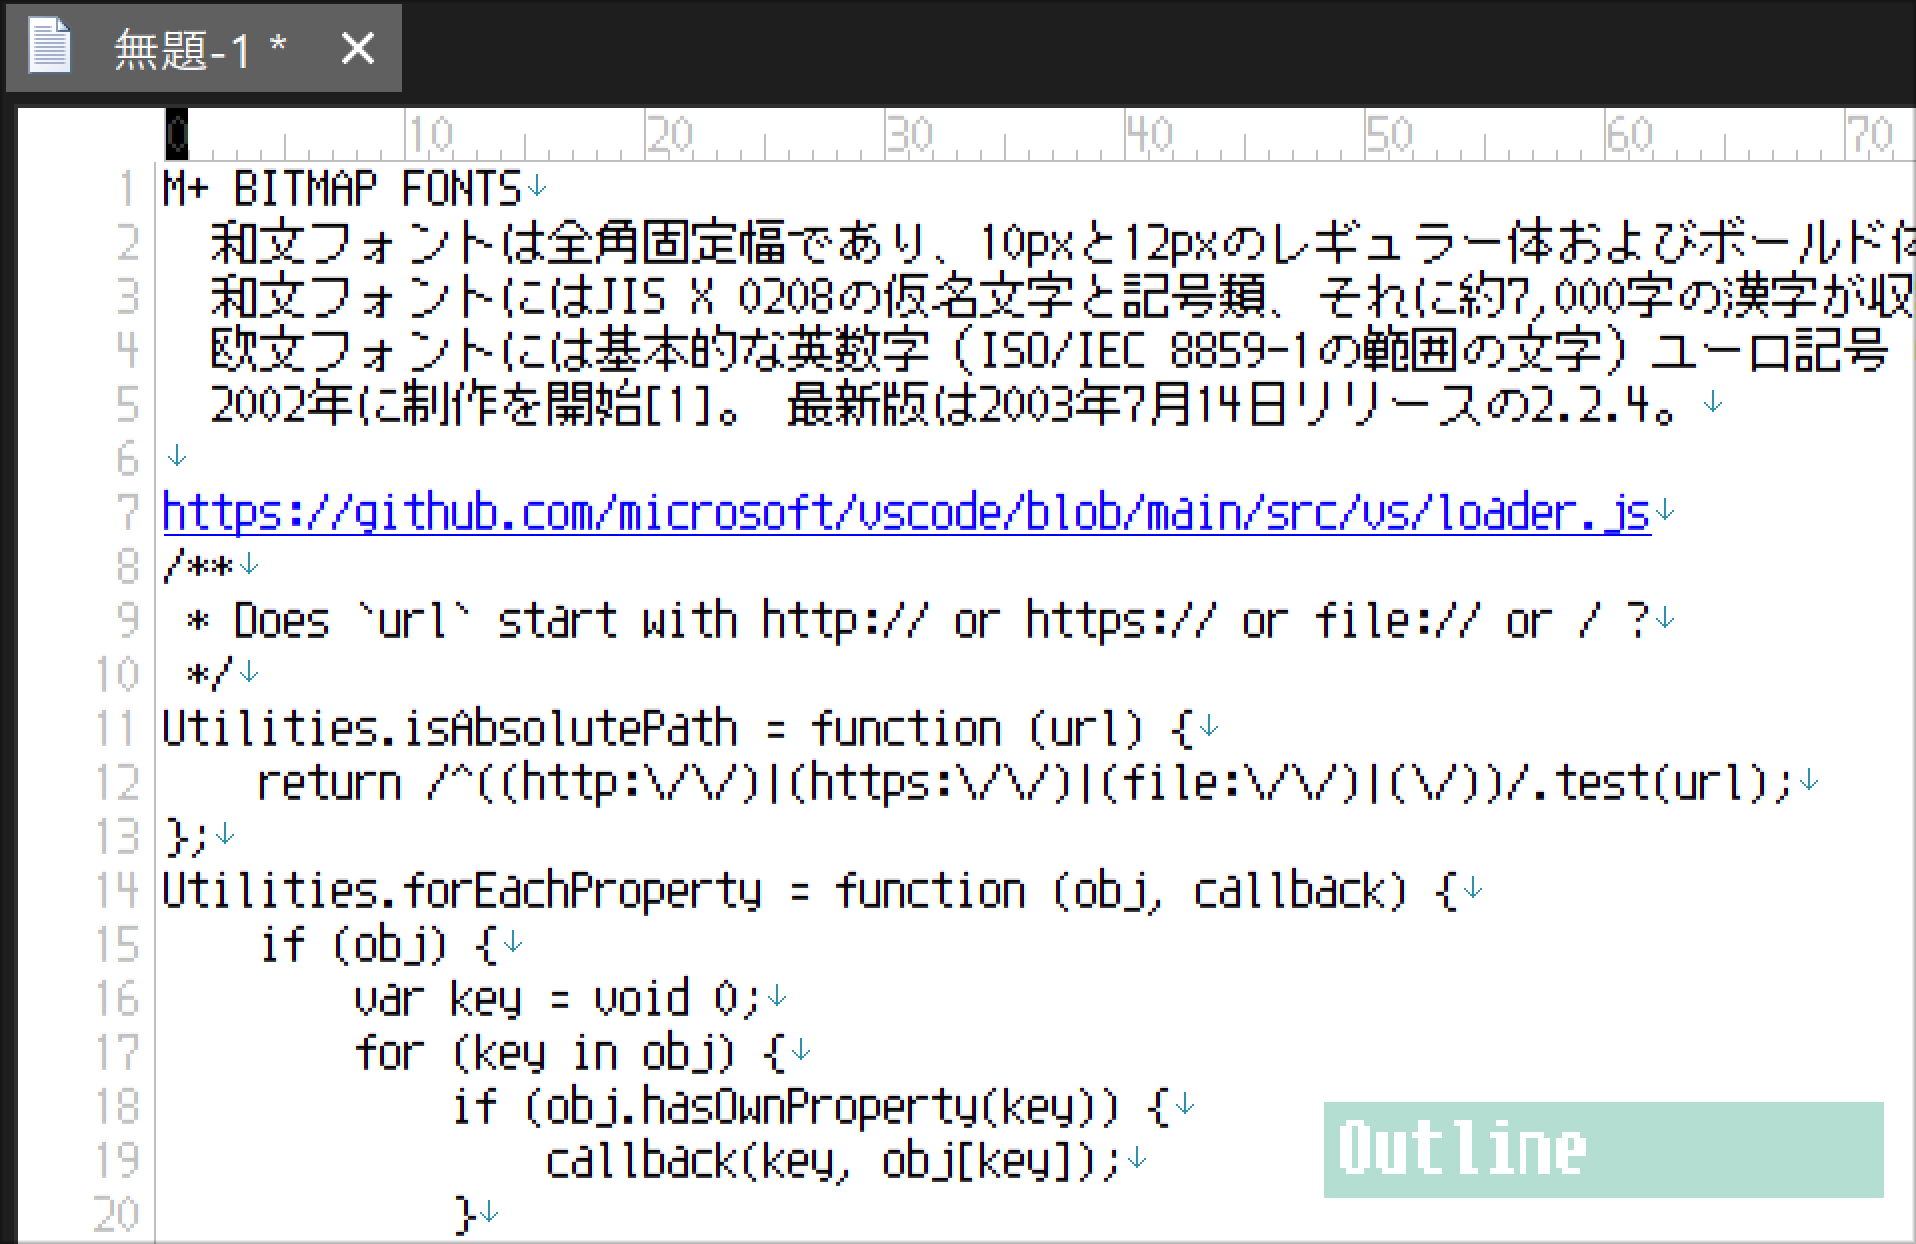 無題-1 *
0 10 20 30 40 50 60 70
1 M+ BITMAP FONTS↓
2 和文フォントは全角固定幅であり、10pxと12pxのレギュラー体およびボールド体
3 和文フォントにはJIS X 0208の仮名文字と記号類、それに約7,000字の漢字が収
4 欧文フォントには基本的な英数字（ISO/IEC 8859-1の範囲の文字）ユーロ記号
5 2002年に制作を開始[1]。 最新版は2003年7月14日リリースの2.2.4。↓
6 ↓
7 https://github.com/microsoft/vscode/blob/main/src/vs/loader.js↓
8 /**↓
9  * Does `url` start with http:// or https:// or file:// or / ?↓
10  */↓
11 Utilities.isAbsolutePath = function (url) {↓
12     return /^((http:\/\/)|(https:\/\/)|(file:\/\/)|(\/))/.test(url);↓
13 };↓
14 Utilities.forEachProperty = function (obj, callback) {↓
15     if (obj) {↓
16         var key = void 0;↓
17         for (key in obj) {↓
18             if (obj.hasOwnProperty(key)) {↓
19                 callback(key, obj[key]);↓
20             }↓
Outline